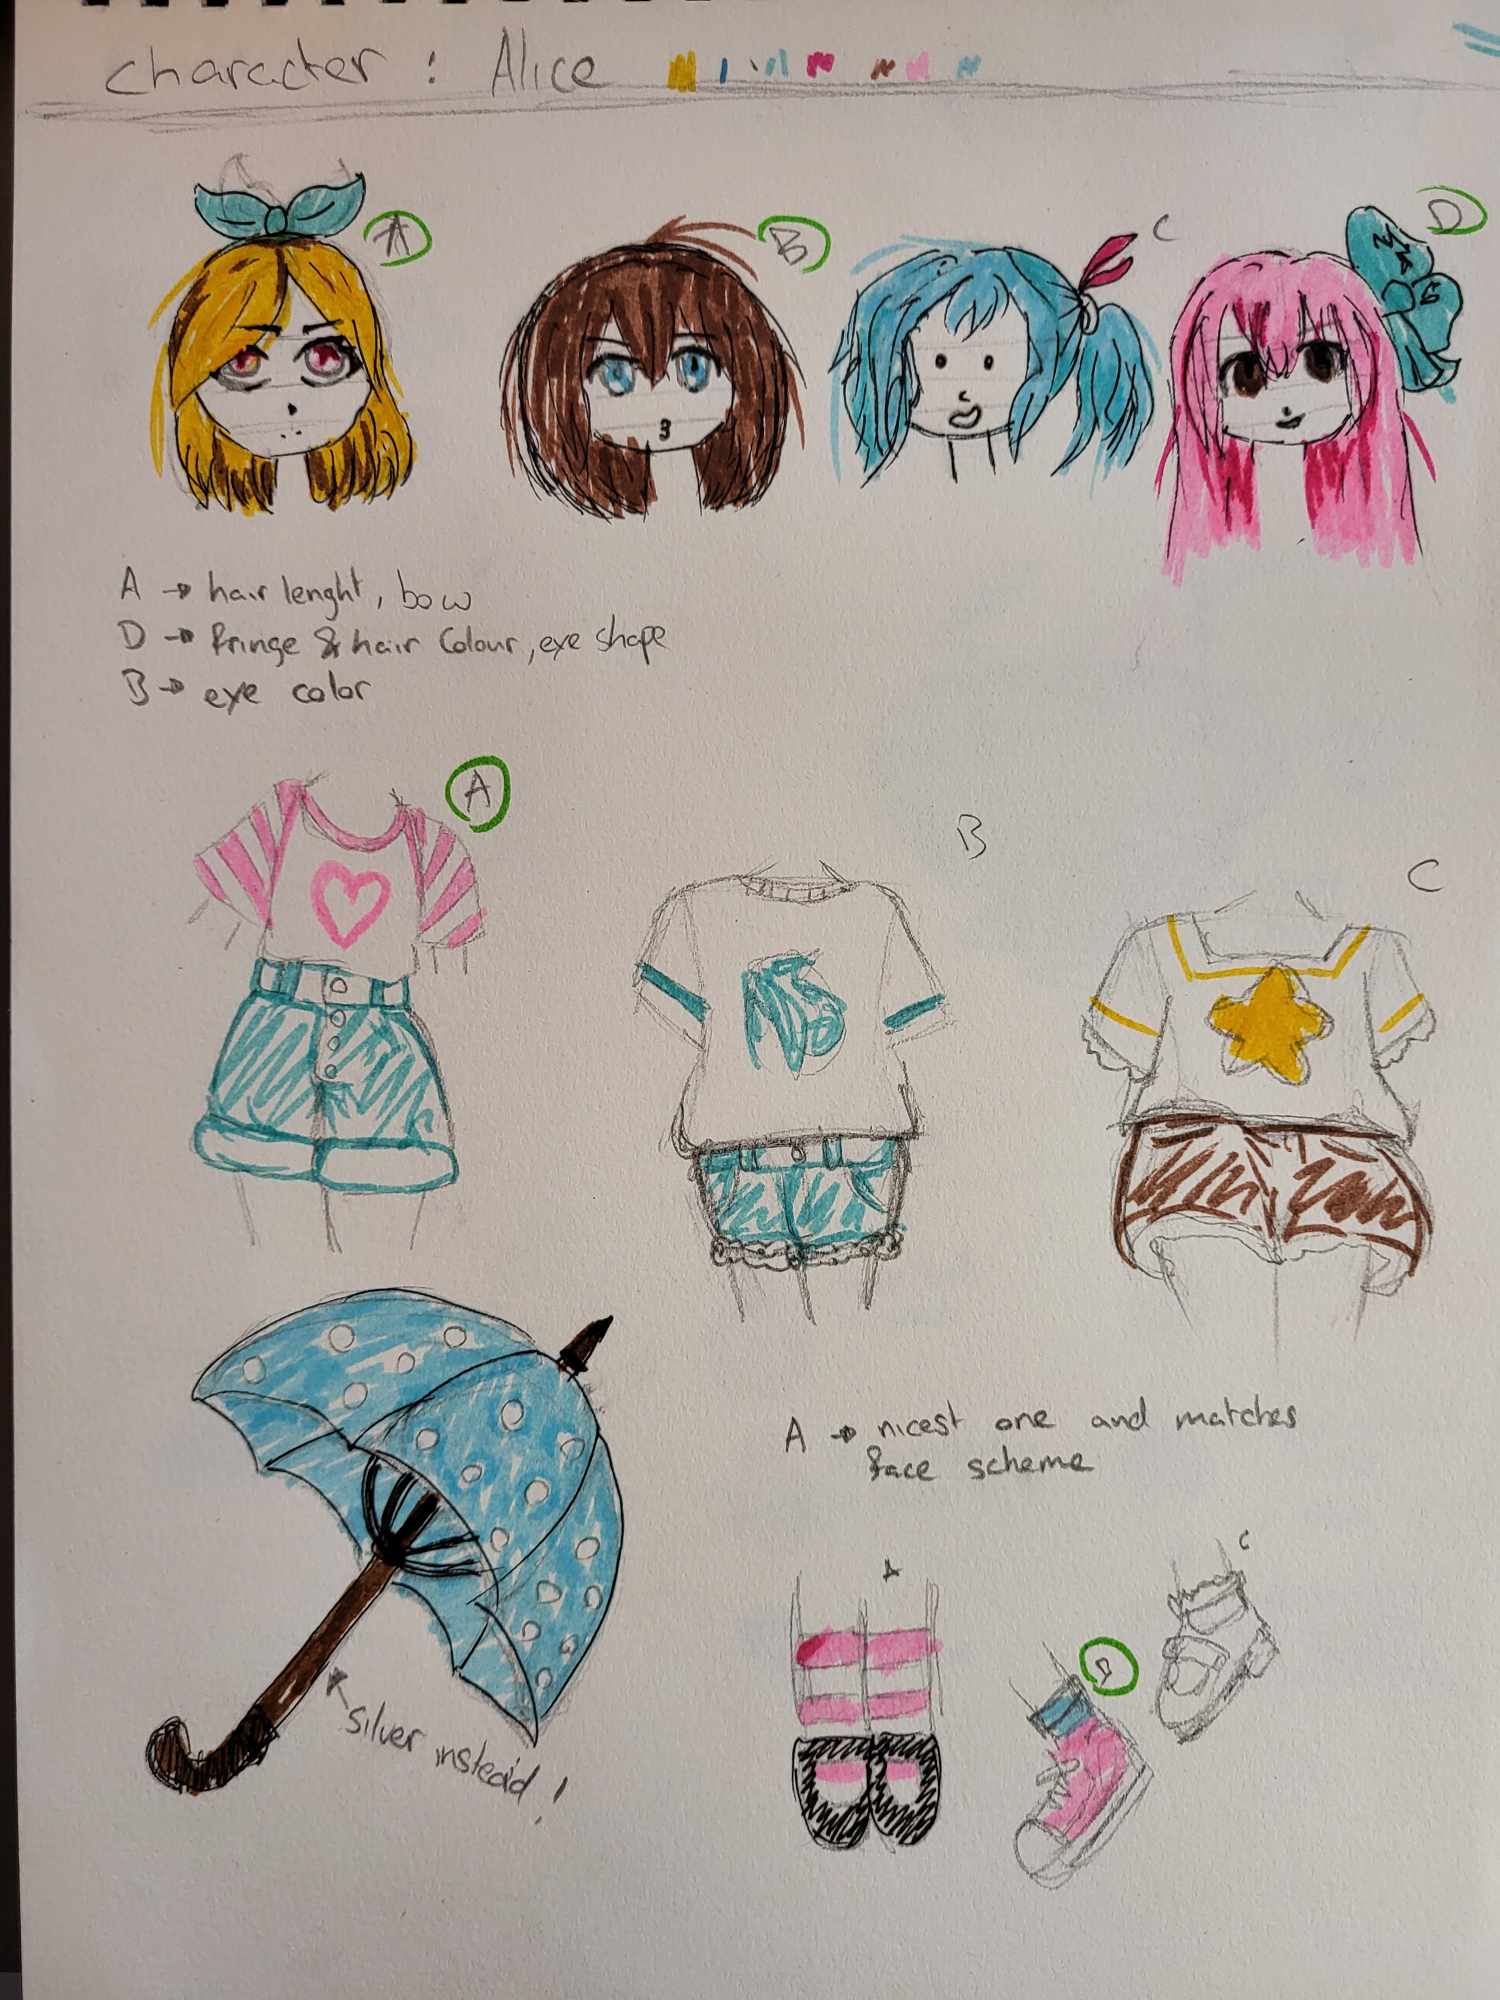 character : Alice
A
B
C
D
A → hair lenght, bow
D → fringe & hair colour, eye shape
B → eye color
A
B
C
A → nicest one and matches
face scheme
A
B
C
silver instead!